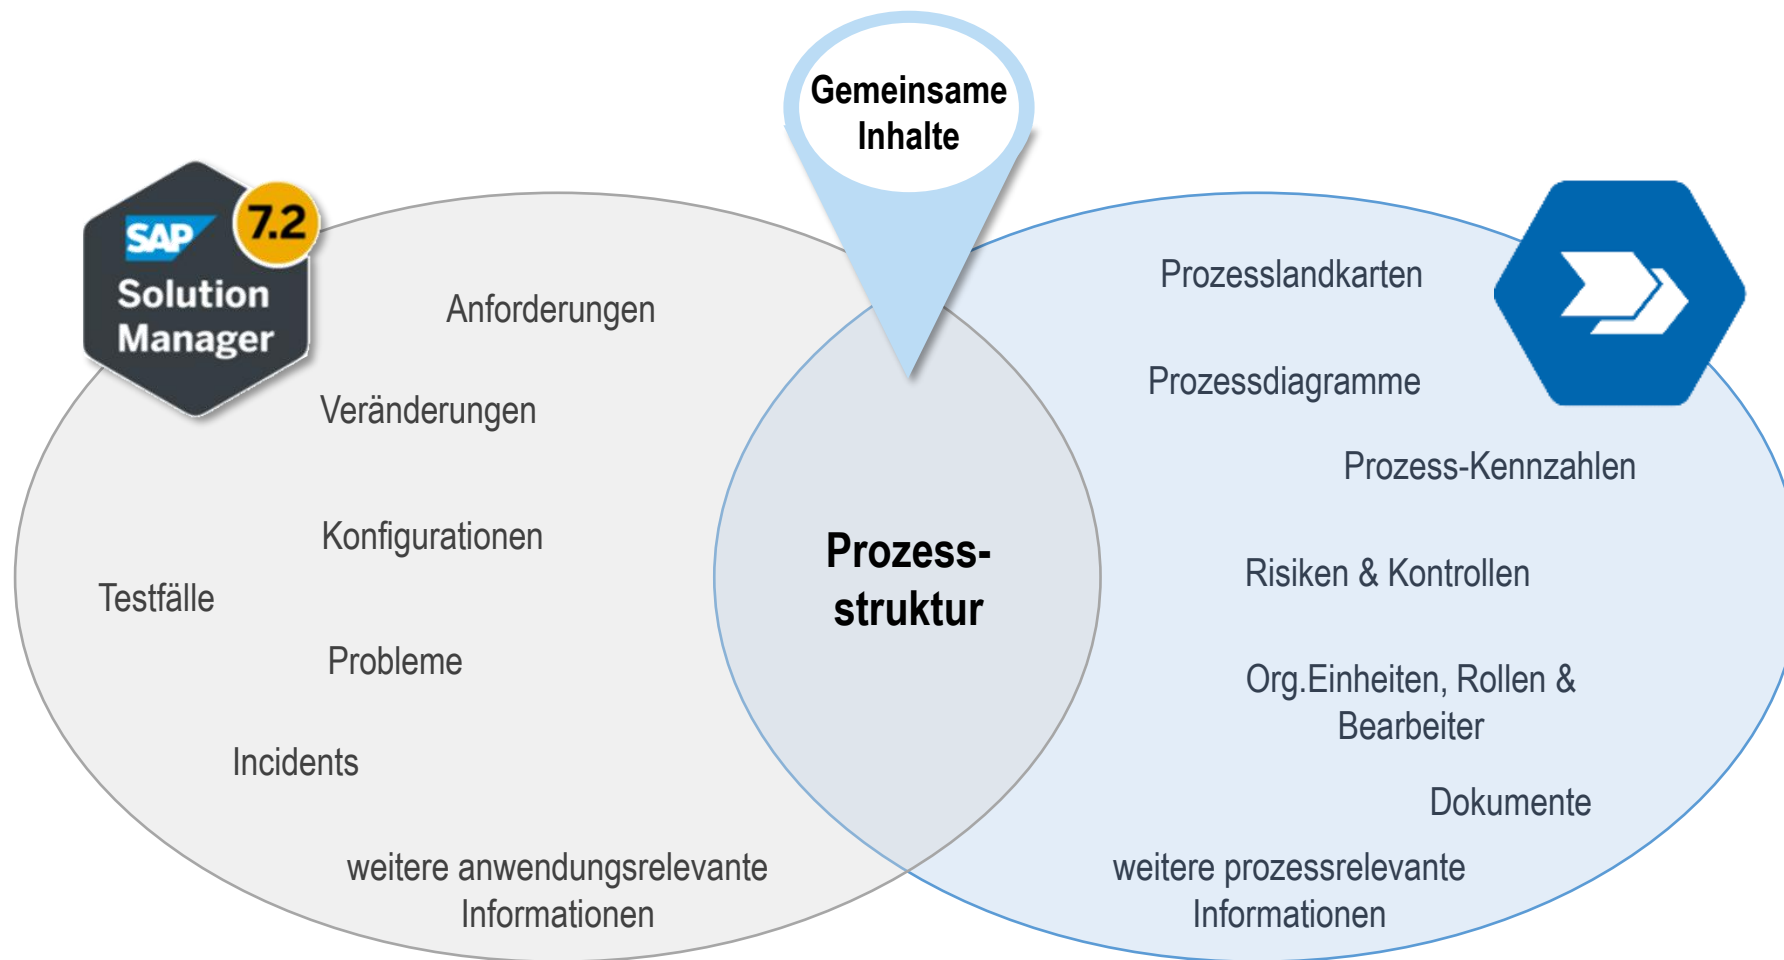 Gemeinsame
Inhalte
SAP
7.2
Solution
Manager
Anforderungen
Veränderungen
Konfigurationen
Testfälle
Probleme
Incidents
weitere anwendungsrelevante
Informationen
Prozess-
struktur
Prozesslandkarten
Prozessdiagramme
Prozess-Kennzahlen
Risiken & Kontrollen
Org.Einheiten, Rollen &
Bearbeiter
Dokumente
weitere prozessrelevante
Informationen